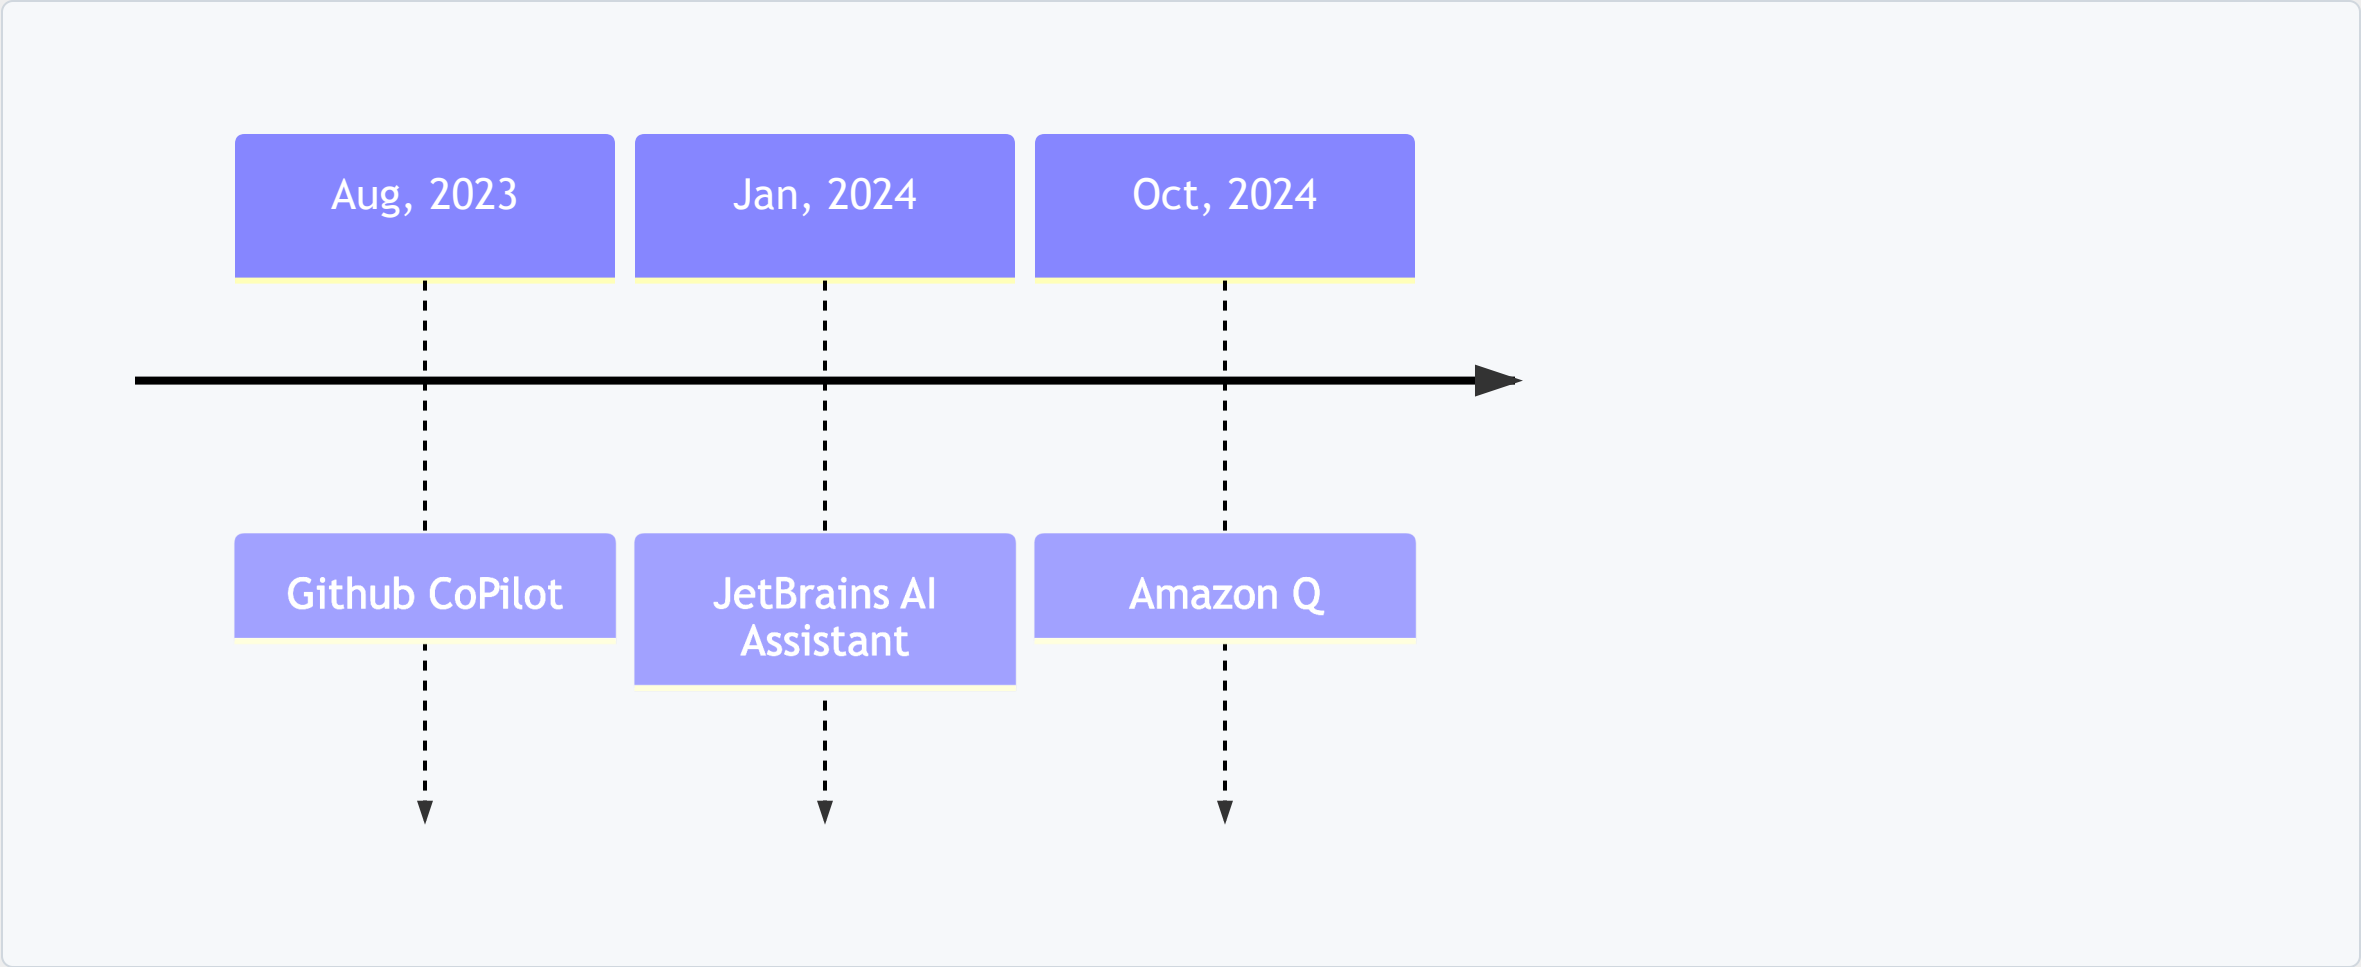 Aug, 2023
Jan, 2024
Oct, 2024
Github CoPilot
JetBrains AI
Assistant
Amazon Q